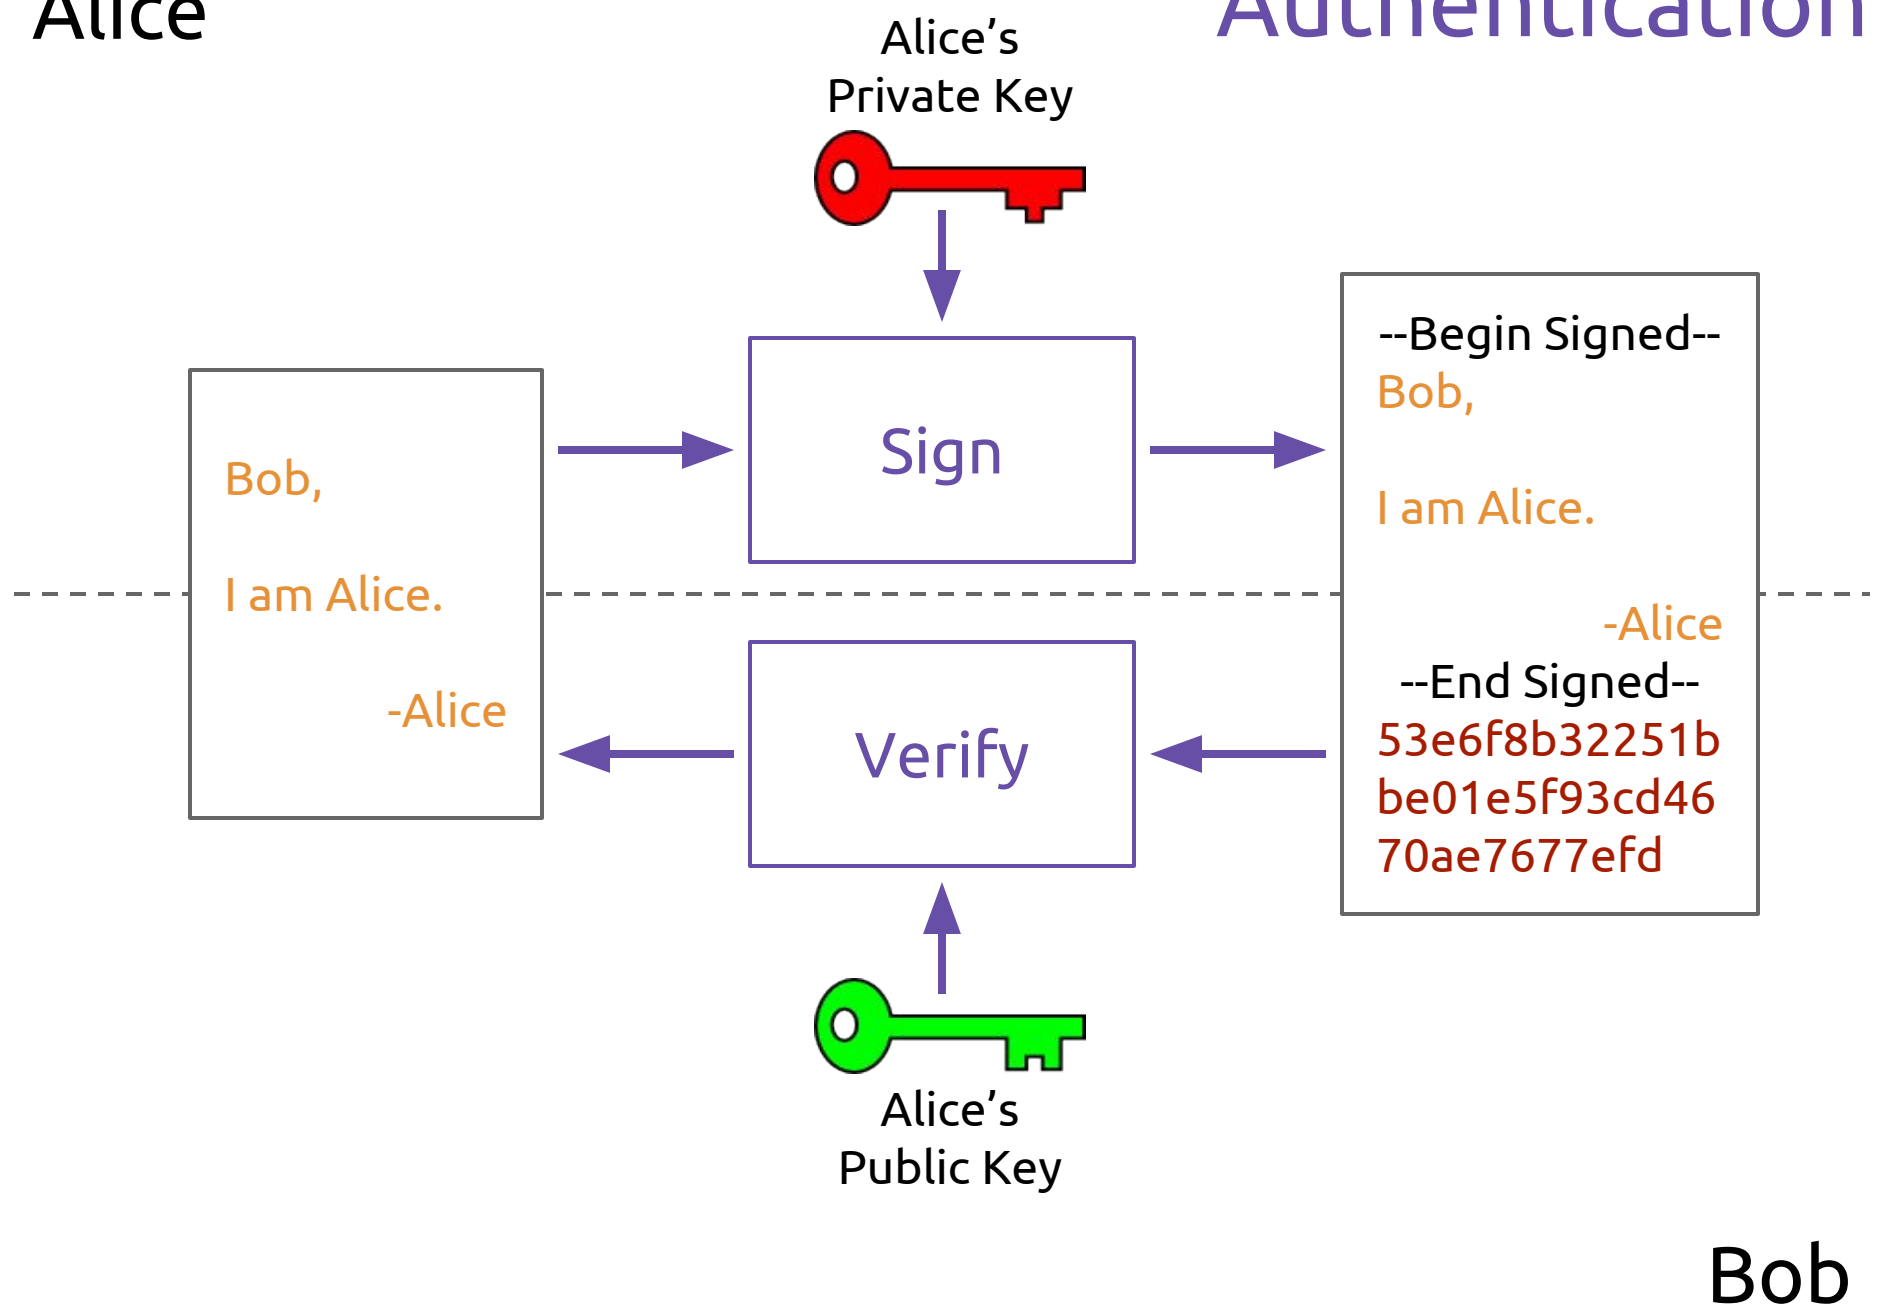 Alice
Authentication
Alice’s
Private Key
Bob,
I am Alice.
-Alice
Sign
--Begin Signed--
Bob,
I am Alice.
-Alice
--End Signed--
53e6f8b32251b
be01e5f93cd46
70ae7677efd
Verify
Alice’s
Public Key
Bob